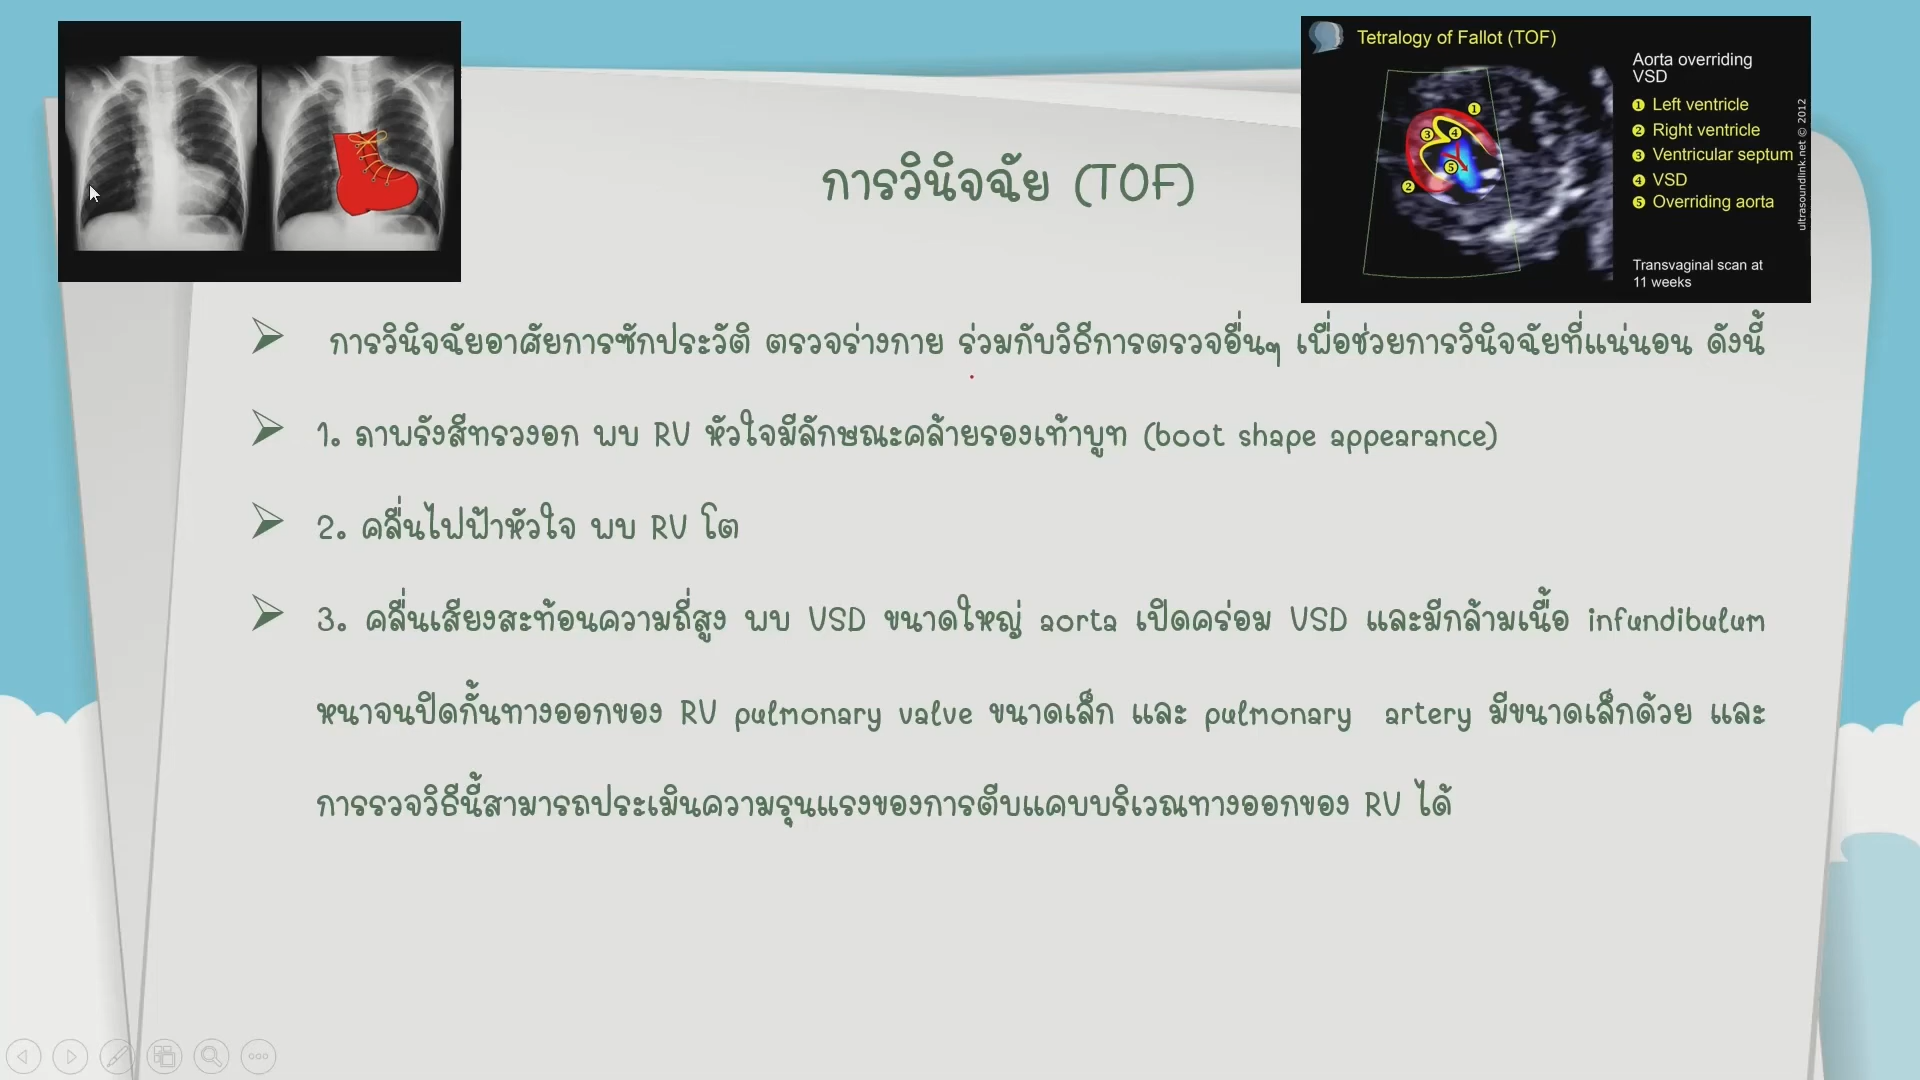 Tetralogy of Fallot (TOF)
Aorta overriding
VSD
❶ Left ventricle
❷ Right ventricle
❸ Ventricular septum
❹ VSD
❺ Overriding aorta
Transvaginal scan at
11 weeks
ultrasoundlink.net © 2012
1
3
4
5
2
การวินิจฉัย (TOF)
➢ การวินิจฉัยอาศัยการซักประวัติ ตรวจร่างกาย ร่วมกับวิธีการตรวจอื่นๆ เพื่อช่วยการวินิจฉัยที่แน่นอน ดังนี้
➢ 1. ภาพรังสีทรวงอก พบ RV หัวใจมีลักษณะคล้ายรองเท้าบูท (boot shape appearance)
➢ 2. คลื่นไฟฟ้าหัวใจ พบ RV โต
➢ 3. คลื่นเสียงสะท้อนความถี่สูง พบ VSD ขนาดใหญ่ aorta เปิดคร่อม VSD และมีกล้ามเนื้อ infundibulum
หนาจนปิดกั้นทางออกของ RV pulmonary valve ขนาดเล็ก และ pulmonary artery มีขนาดเล็กด้วย และ
การรวจวิธีนี้สามารถประเมินความรุนแรงของการตีบแคบบริเวณทางออกของ RV ได้